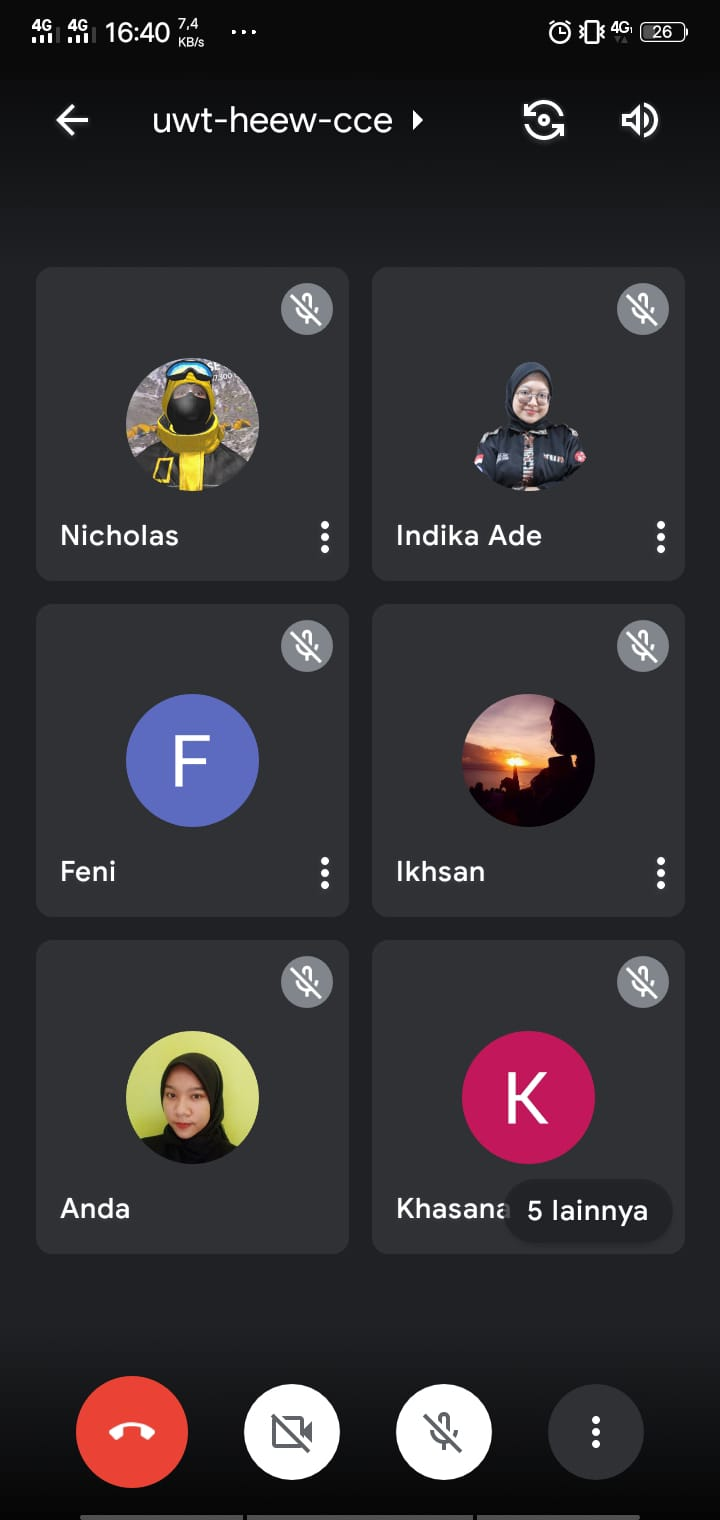 4G 4G 16:40 7,4 KB/s ... 4G 26
uwt-heew-cce
Nicholas
Indika Ade
F
Feni
Ikhsan
Anda
K
Khasana
5 lainnya